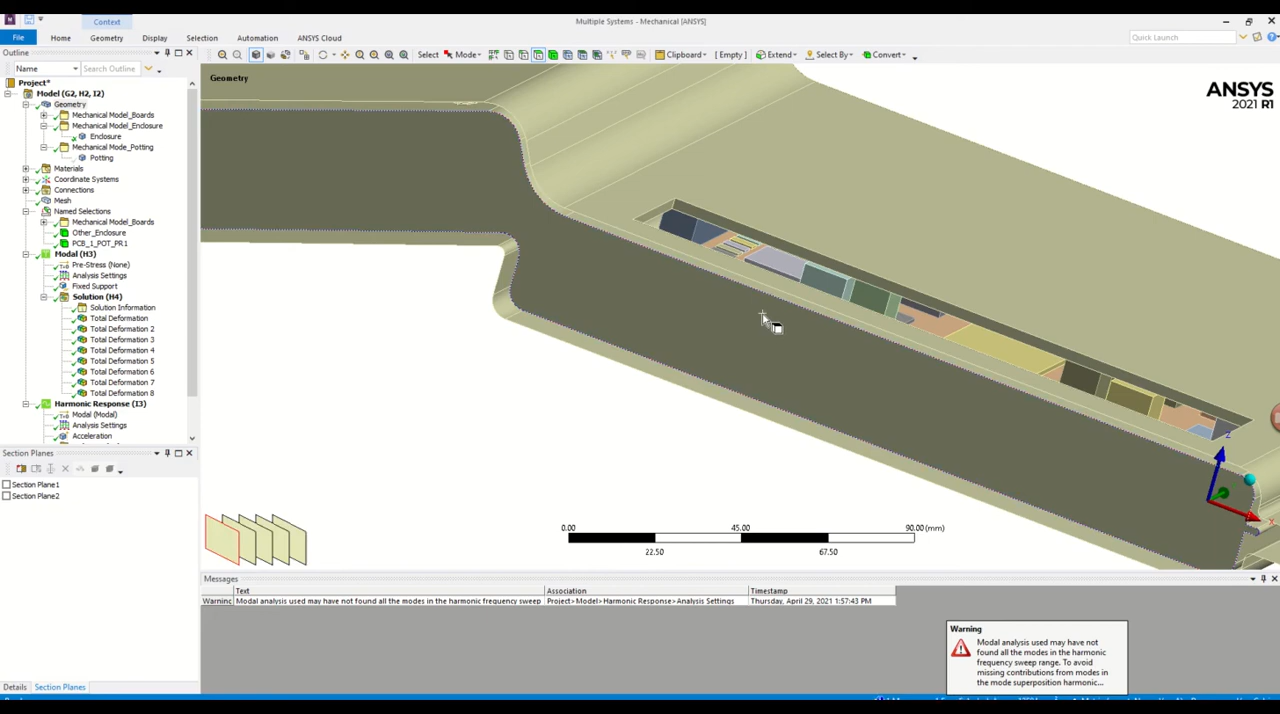 Context
Multiple Systems - Mechanical [ANSYS]
File Home Geometry Display Selection Automation ANSYS Cloud
Quick Launch
Outline
Name Search Outline
Select Mode Clipboard [ Empty ] Extend Select By Convert
Project*
Model (G2, H2, I2)
Geometry
Mechanical Model_Boards
Mechanical Model_Enclosure
Enclosure
Mechanical Mode_Potting
Potting
Materials
Coordinate Systems
Connections
Mesh
Named Selections
Mechanical Model_Boards
Other_Enclosure
PCB_1_POT_PR1
Modal (H3)
Pre-Stress (None)
Analysis Settings
Fixed Support
Solution (H4)
Solution Information
Total Deformation
Total Deformation 2
Total Deformation 3
Total Deformation 4
Total Deformation 5
Total Deformation 6
Total Deformation 7
Total Deformation 8
Harmonic Response (I3)
Modal (Modal)
Analysis Settings
Acceleration
Section Planes
Section Plane1
Section Plane2
Details Section Planes
Geometry
ANSYS
2021 R1
Z
X
0.00 45.00 90.00 (mm)
22.50 67.50
Messages
Text Association Timestamp
Warning Modal analysis used may have not found all the modes in the harmonic frequency sweep Project>Model>Harmonic Response>Analysis Settings Thursday, April 29, 2021 1:57:43 PM
Warning
Modal analysis used may have not
found all the modes in the harmonic
frequency sweep range. To avoid
missing contributions from modes in
the mode superposition harmonic...